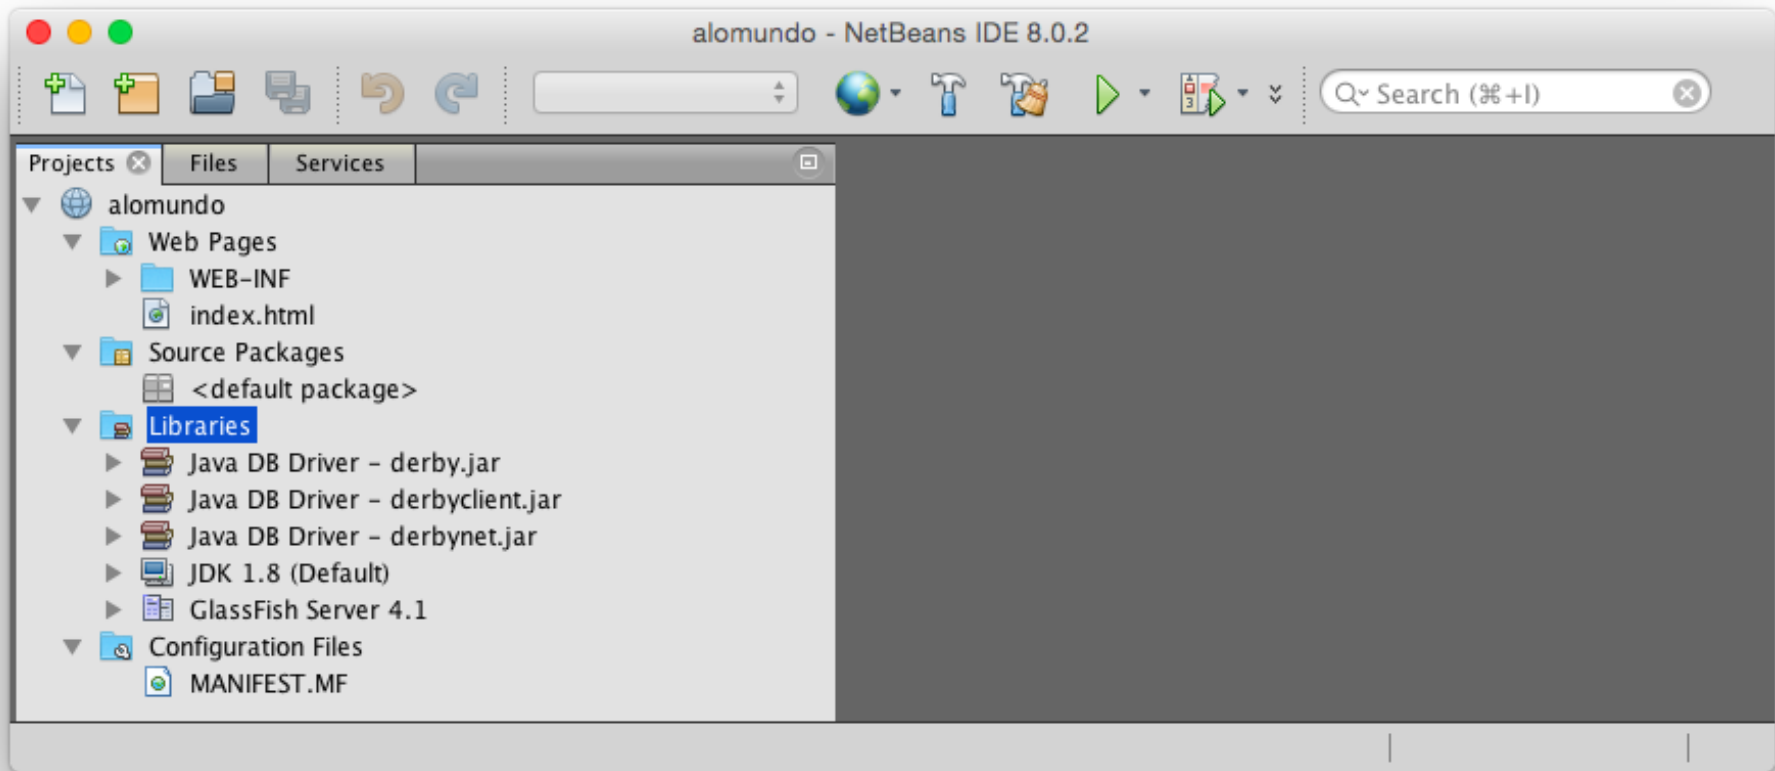 alomundo - NetBeans IDE 8.0.2
Search (⌘+I)
Projects Files Services
alomundo
Web Pages
WEB-INF
index.html
Source Packages
<default package>
Libraries
Java DB Driver – derby.jar
Java DB Driver – derbyclient.jar
Java DB Driver – derbynet.jar
JDK 1.8 (Default)
GlassFish Server 4.1
Configuration Files
MANIFEST.MF